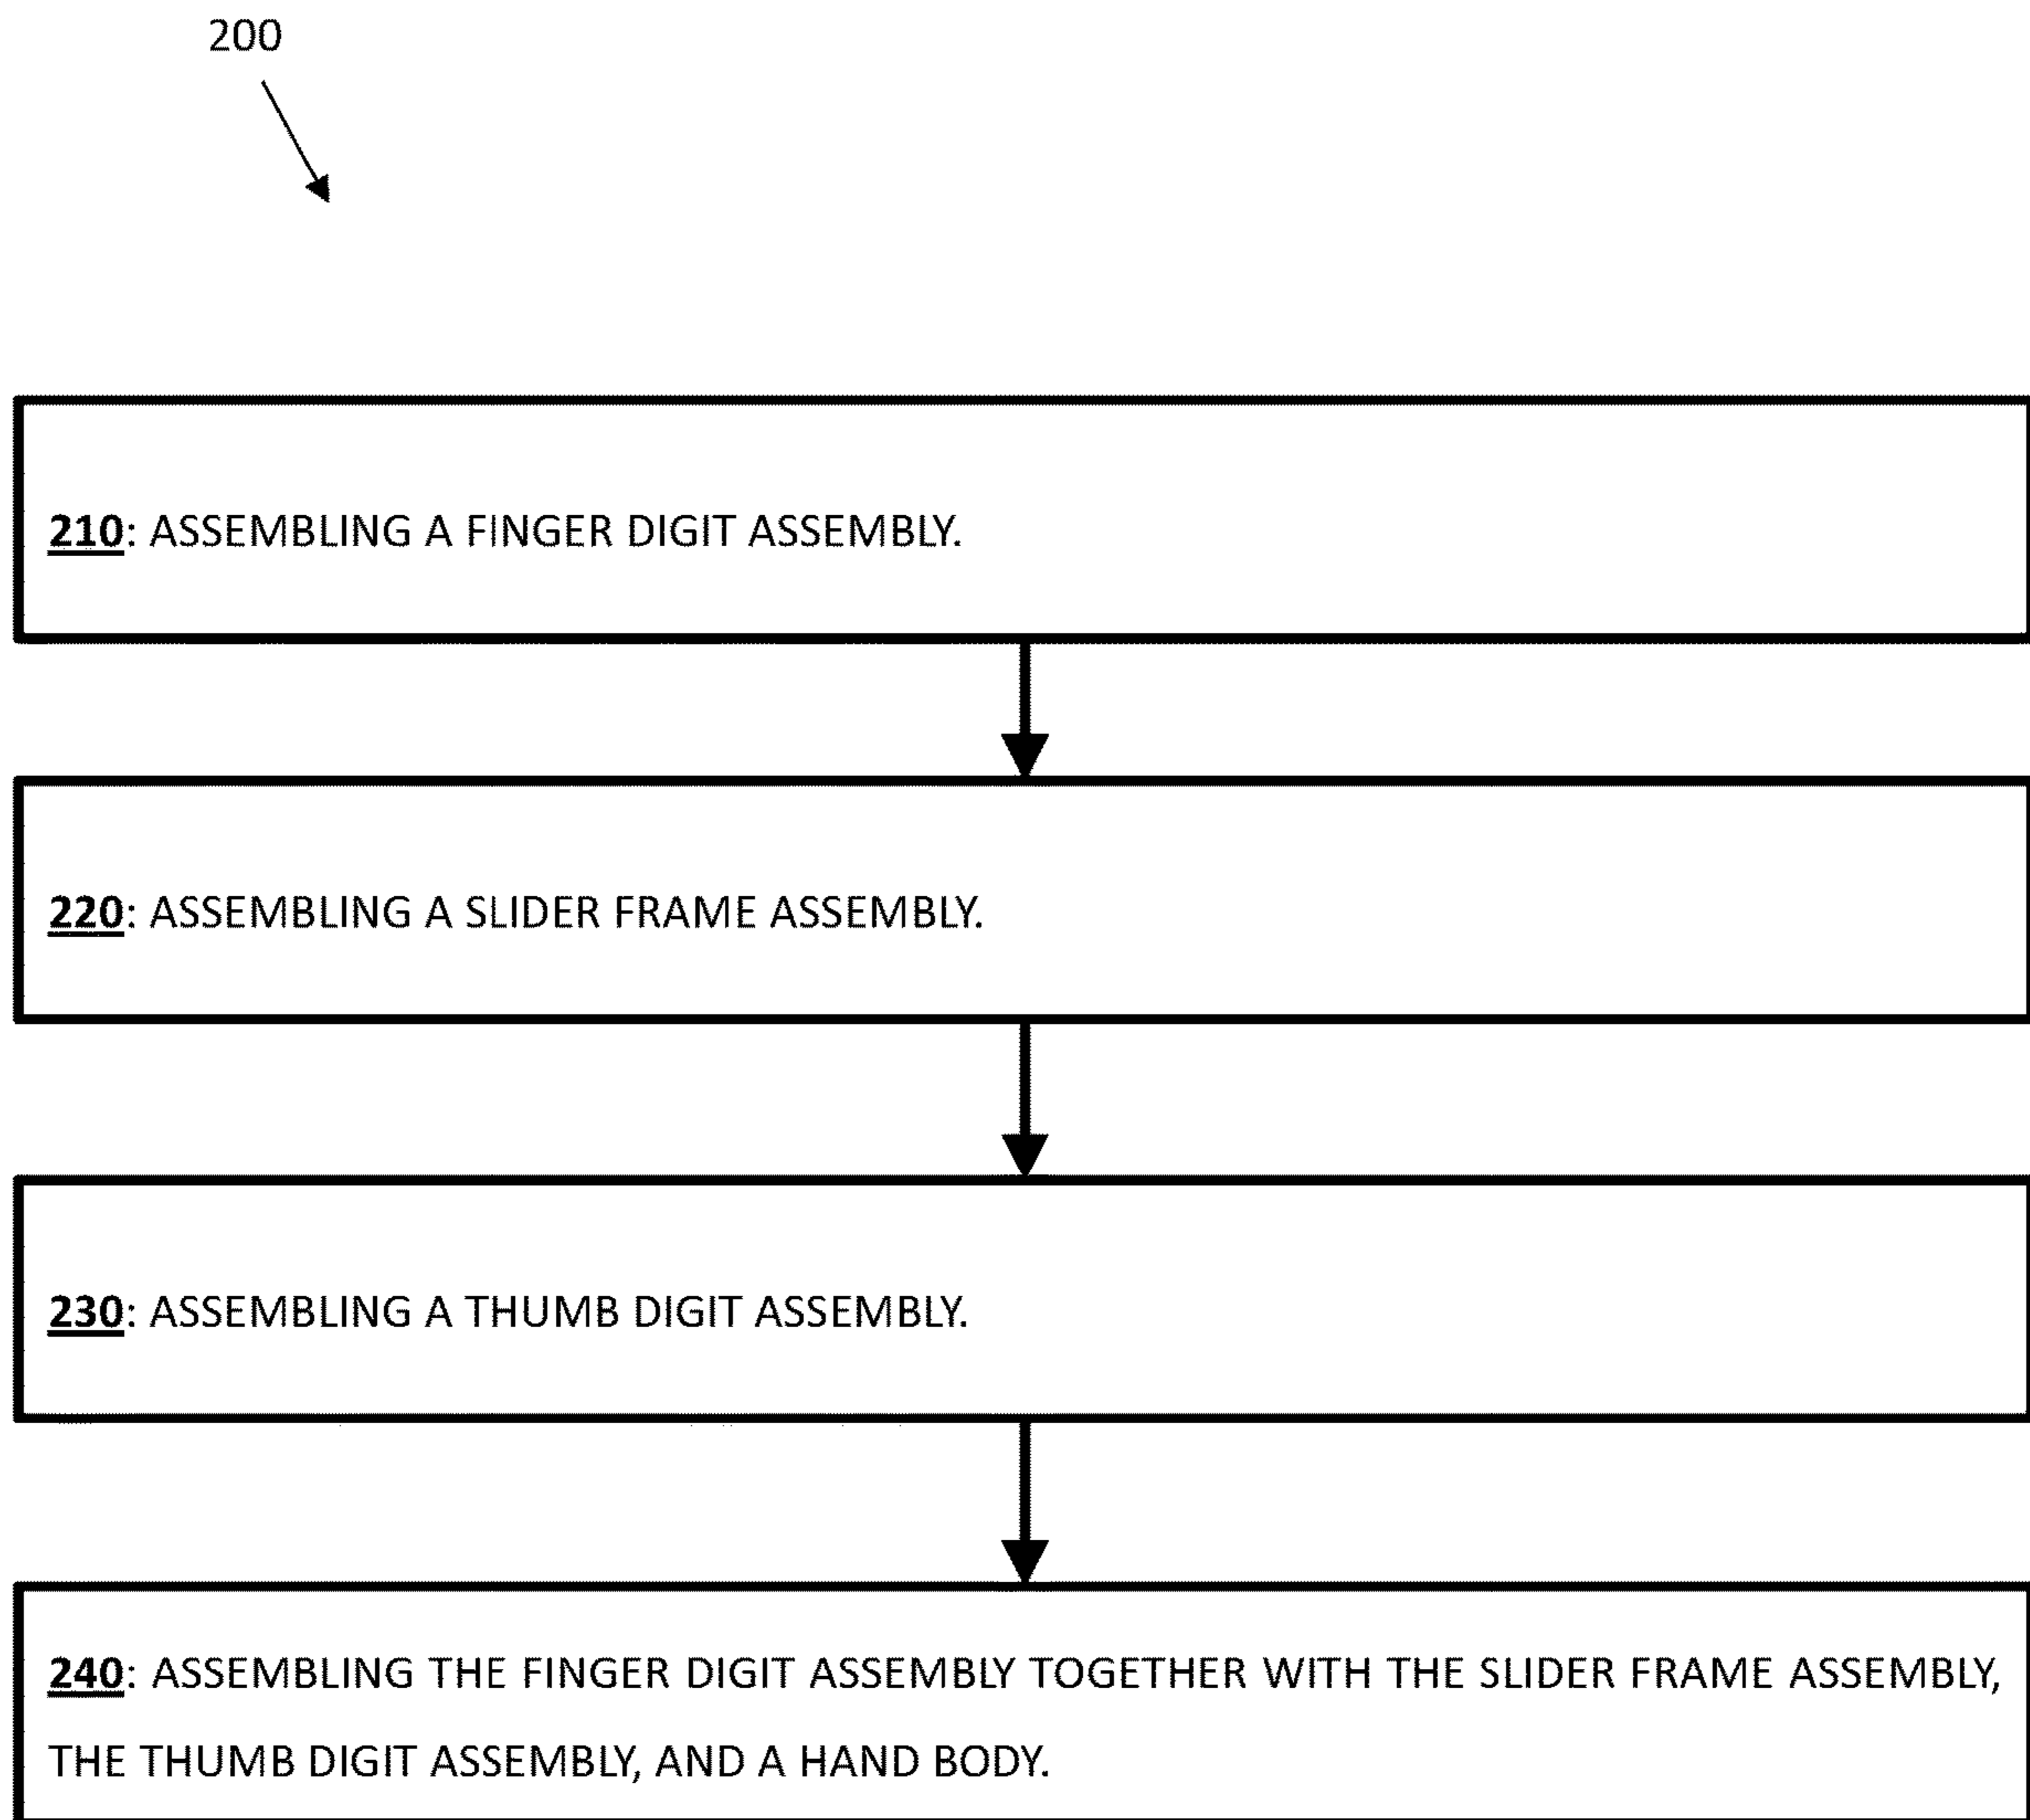 200
210: ASSEMBLING A FINGER DIGIT ASSEMBLY.
220: ASSEMBLING A SLIDER FRAME ASSEMBLY.
230: ASSEMBLING A THUMB DIGIT ASSEMBLY.
240: ASSEMBLING THE FINGER DIGIT ASSEMBLY TOGETHER WITH THE SLIDER FRAME ASSEMBLY,
THE THUMB DIGIT ASSEMBLY, AND A HAND BODY.